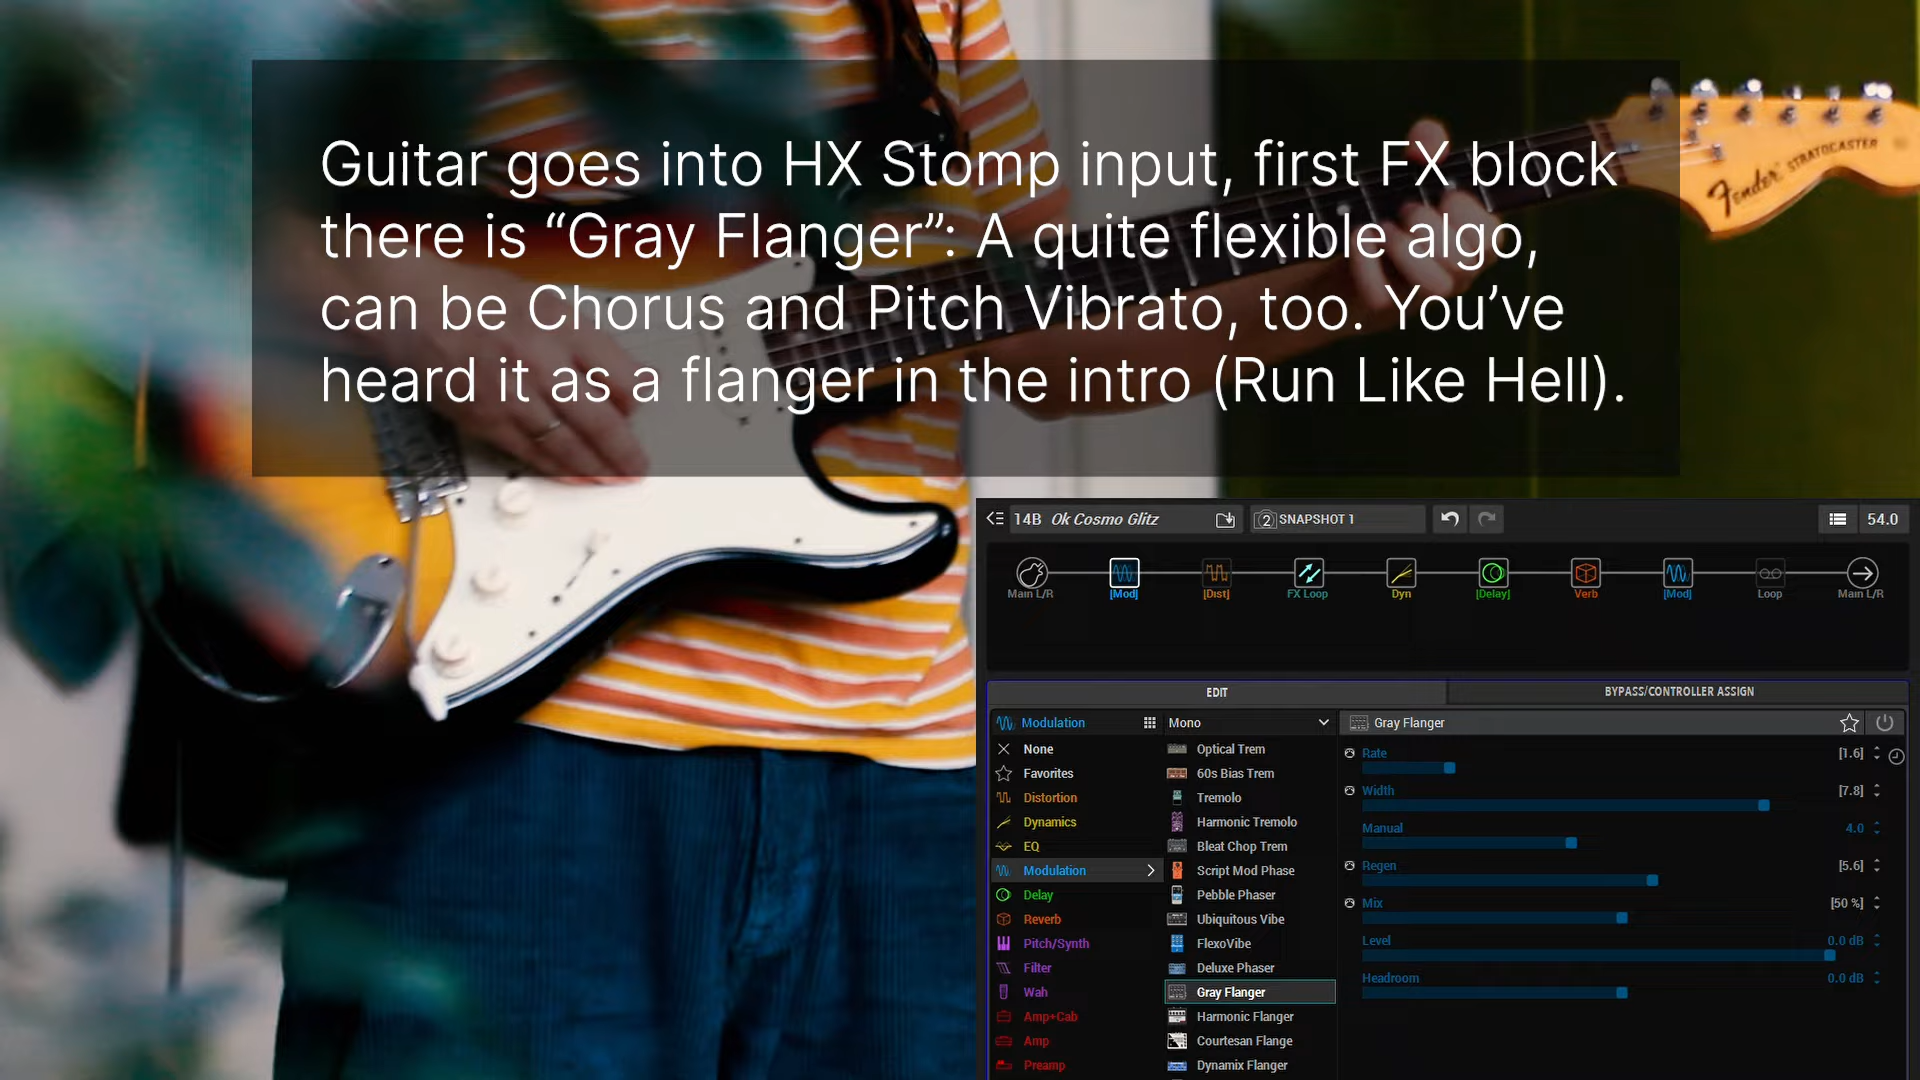 Guitar goes into HX Stomp input, first FX block
there is “Gray Flanger”: A quite flexible algo,
can be Chorus and Pitch Vibrato, too. You’ve
heard it as a flanger in the intro (Run Like Hell).
Fender STRATOCASTER
14B Ok Cosmo Glitz
2 SNAPSHOT 1
54.0
Main L/R [Mod] [Dist] FX Loop Dyn [Delay] Verb [Mod] Loop Main L/R
EDIT
BYPASS/CONTROLLER ASSIGN
Modulation
None
Favorites
Distortion
Dynamics
EQ
Modulation
Delay
Reverb
Pitch/Synth
Filter
Wah
Amp+Cab
Amp
Preamp
Mono
Optical Trem
60s Bias Trem
Tremolo
Harmonic Tremolo
Bleat Chop Trem
Script Mod Phase
Pebble Phaser
Ubiquitous Vibe
FlexoVibe
Deluxe Phaser
Gray Flanger
Harmonic Flanger
Courtesan Flange
Dynamix Flanger
Gray Flanger
Rate [1.6]
Width [7.8]
Manual 4.0
Regen [5.6]
Mix [50 %]
Level 0.0 dB
Headroom 0.0 dB